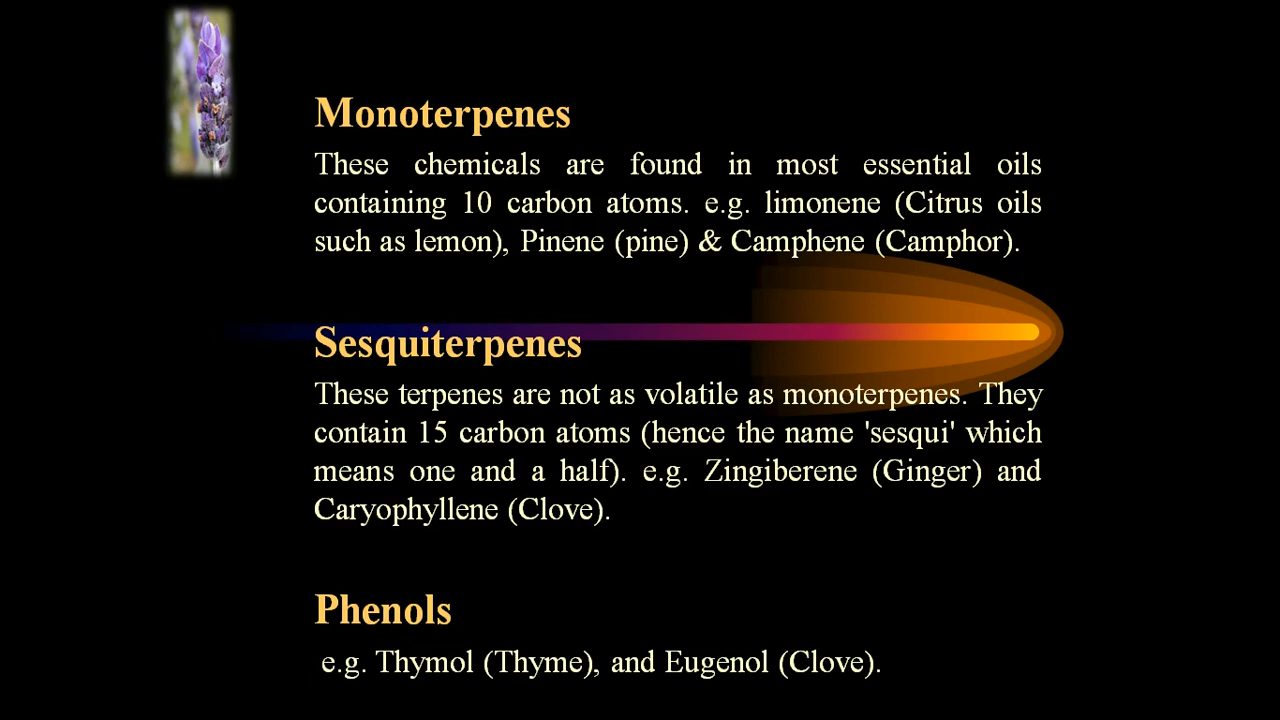 Monoterpenes
These chemicals are found in most essential oils
containing 10 carbon atoms. e.g. limonene (Citrus oils
such as lemon), Pinene (pine) & Camphene (Camphor).
Sesquiterpenes
These terpenes are not as volatile as monoterpenes. They
contain 15 carbon atoms (hence the name 'sesqui' which
means one and a half). e.g. Zingiberene (Ginger) and
Caryophyllene (Clove).
Phenols
e.g. Thymol (Thyme), and Eugenol (Clove).